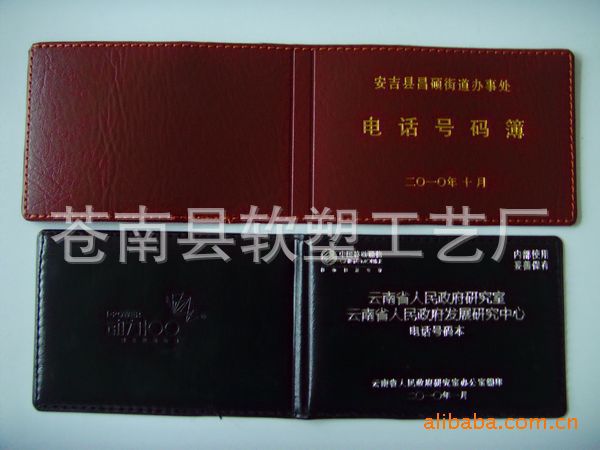 安吉县昌硕街道办事处
电话号码簿
二〇一〇年十月
苍南县软塑工艺厂
内部使用
妥善保存
云南省人民政府研究室
云南省人民政府发展研究中心
电话号码本
云南省人民政府研究室办公室编印
二〇一〇年一月
alibaba.com.cn